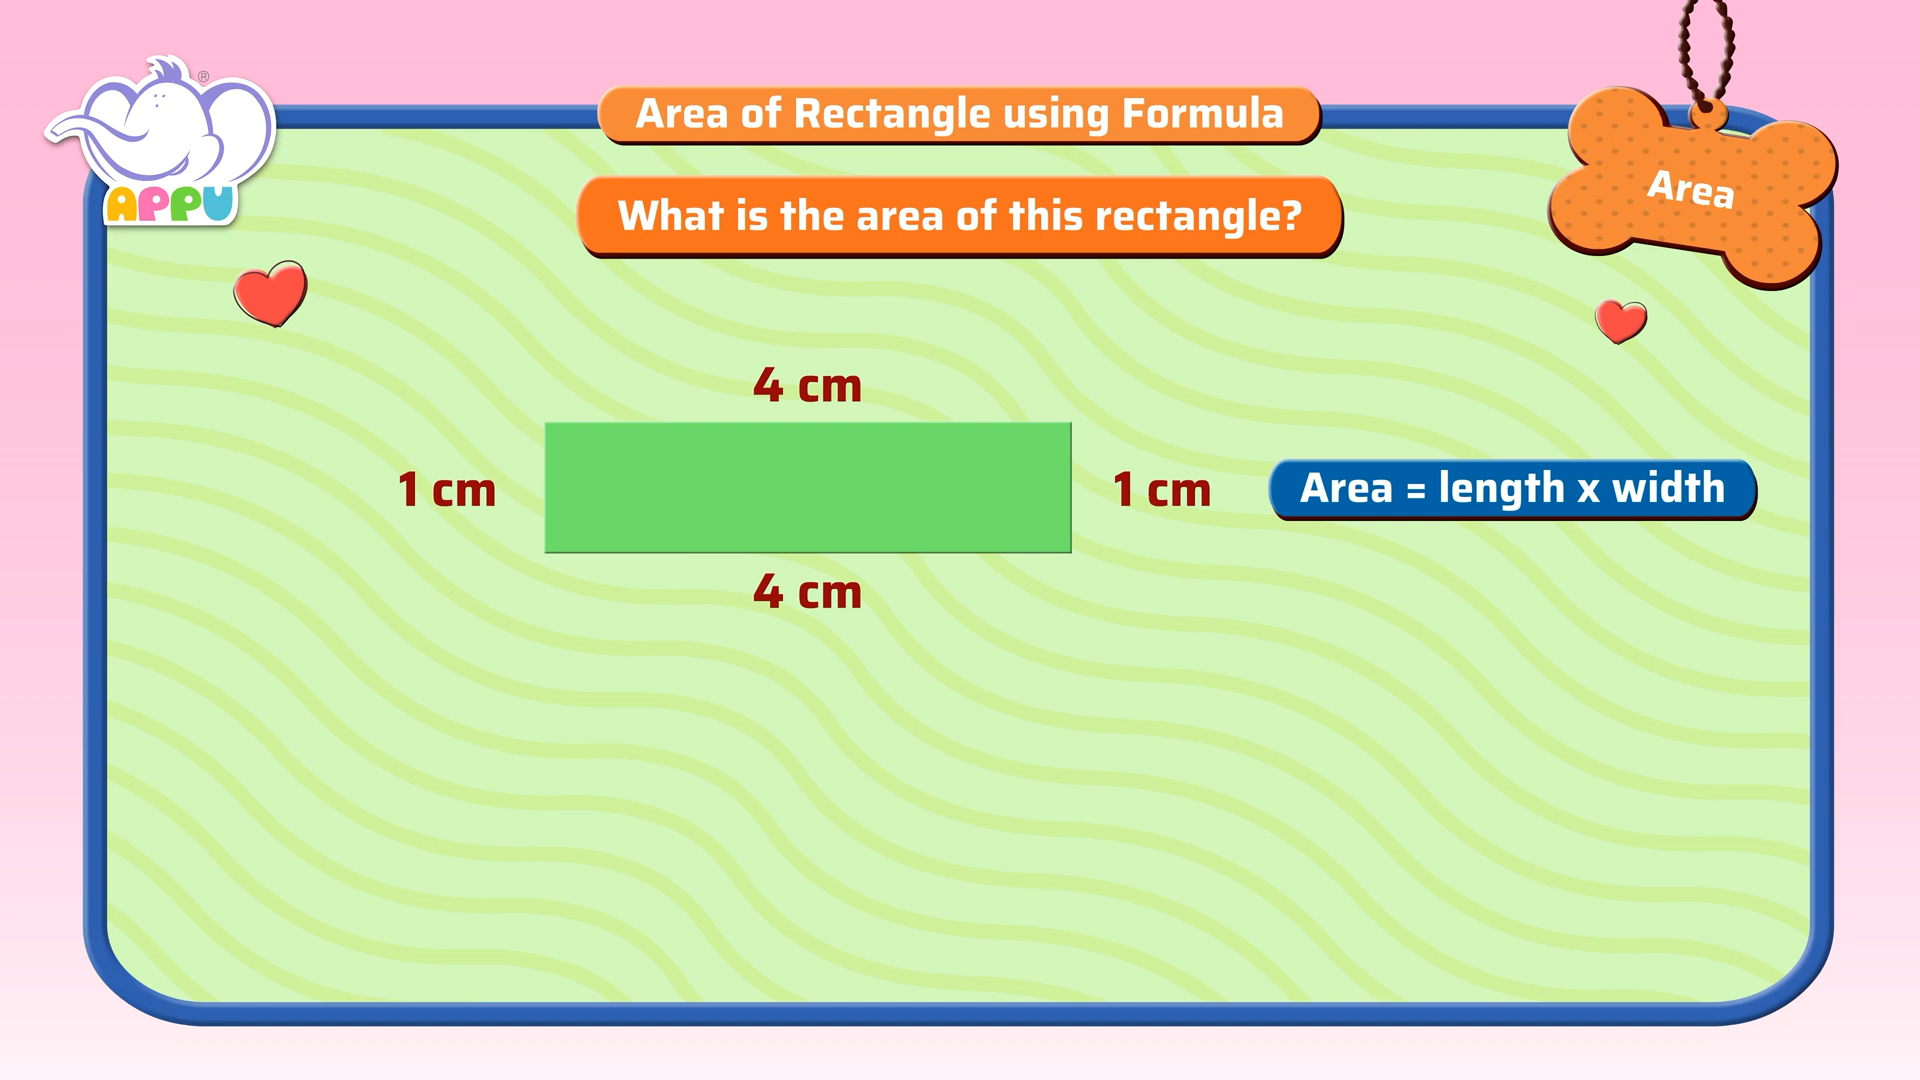 ®
APPU
Area of Rectangle using Formula
Area
What is the area of this rectangle?
4 cm
1 cm
1 cm
Area = length x width
4 cm